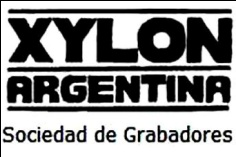 XYLON
ARGENTINA
Sociedad de Grabadores